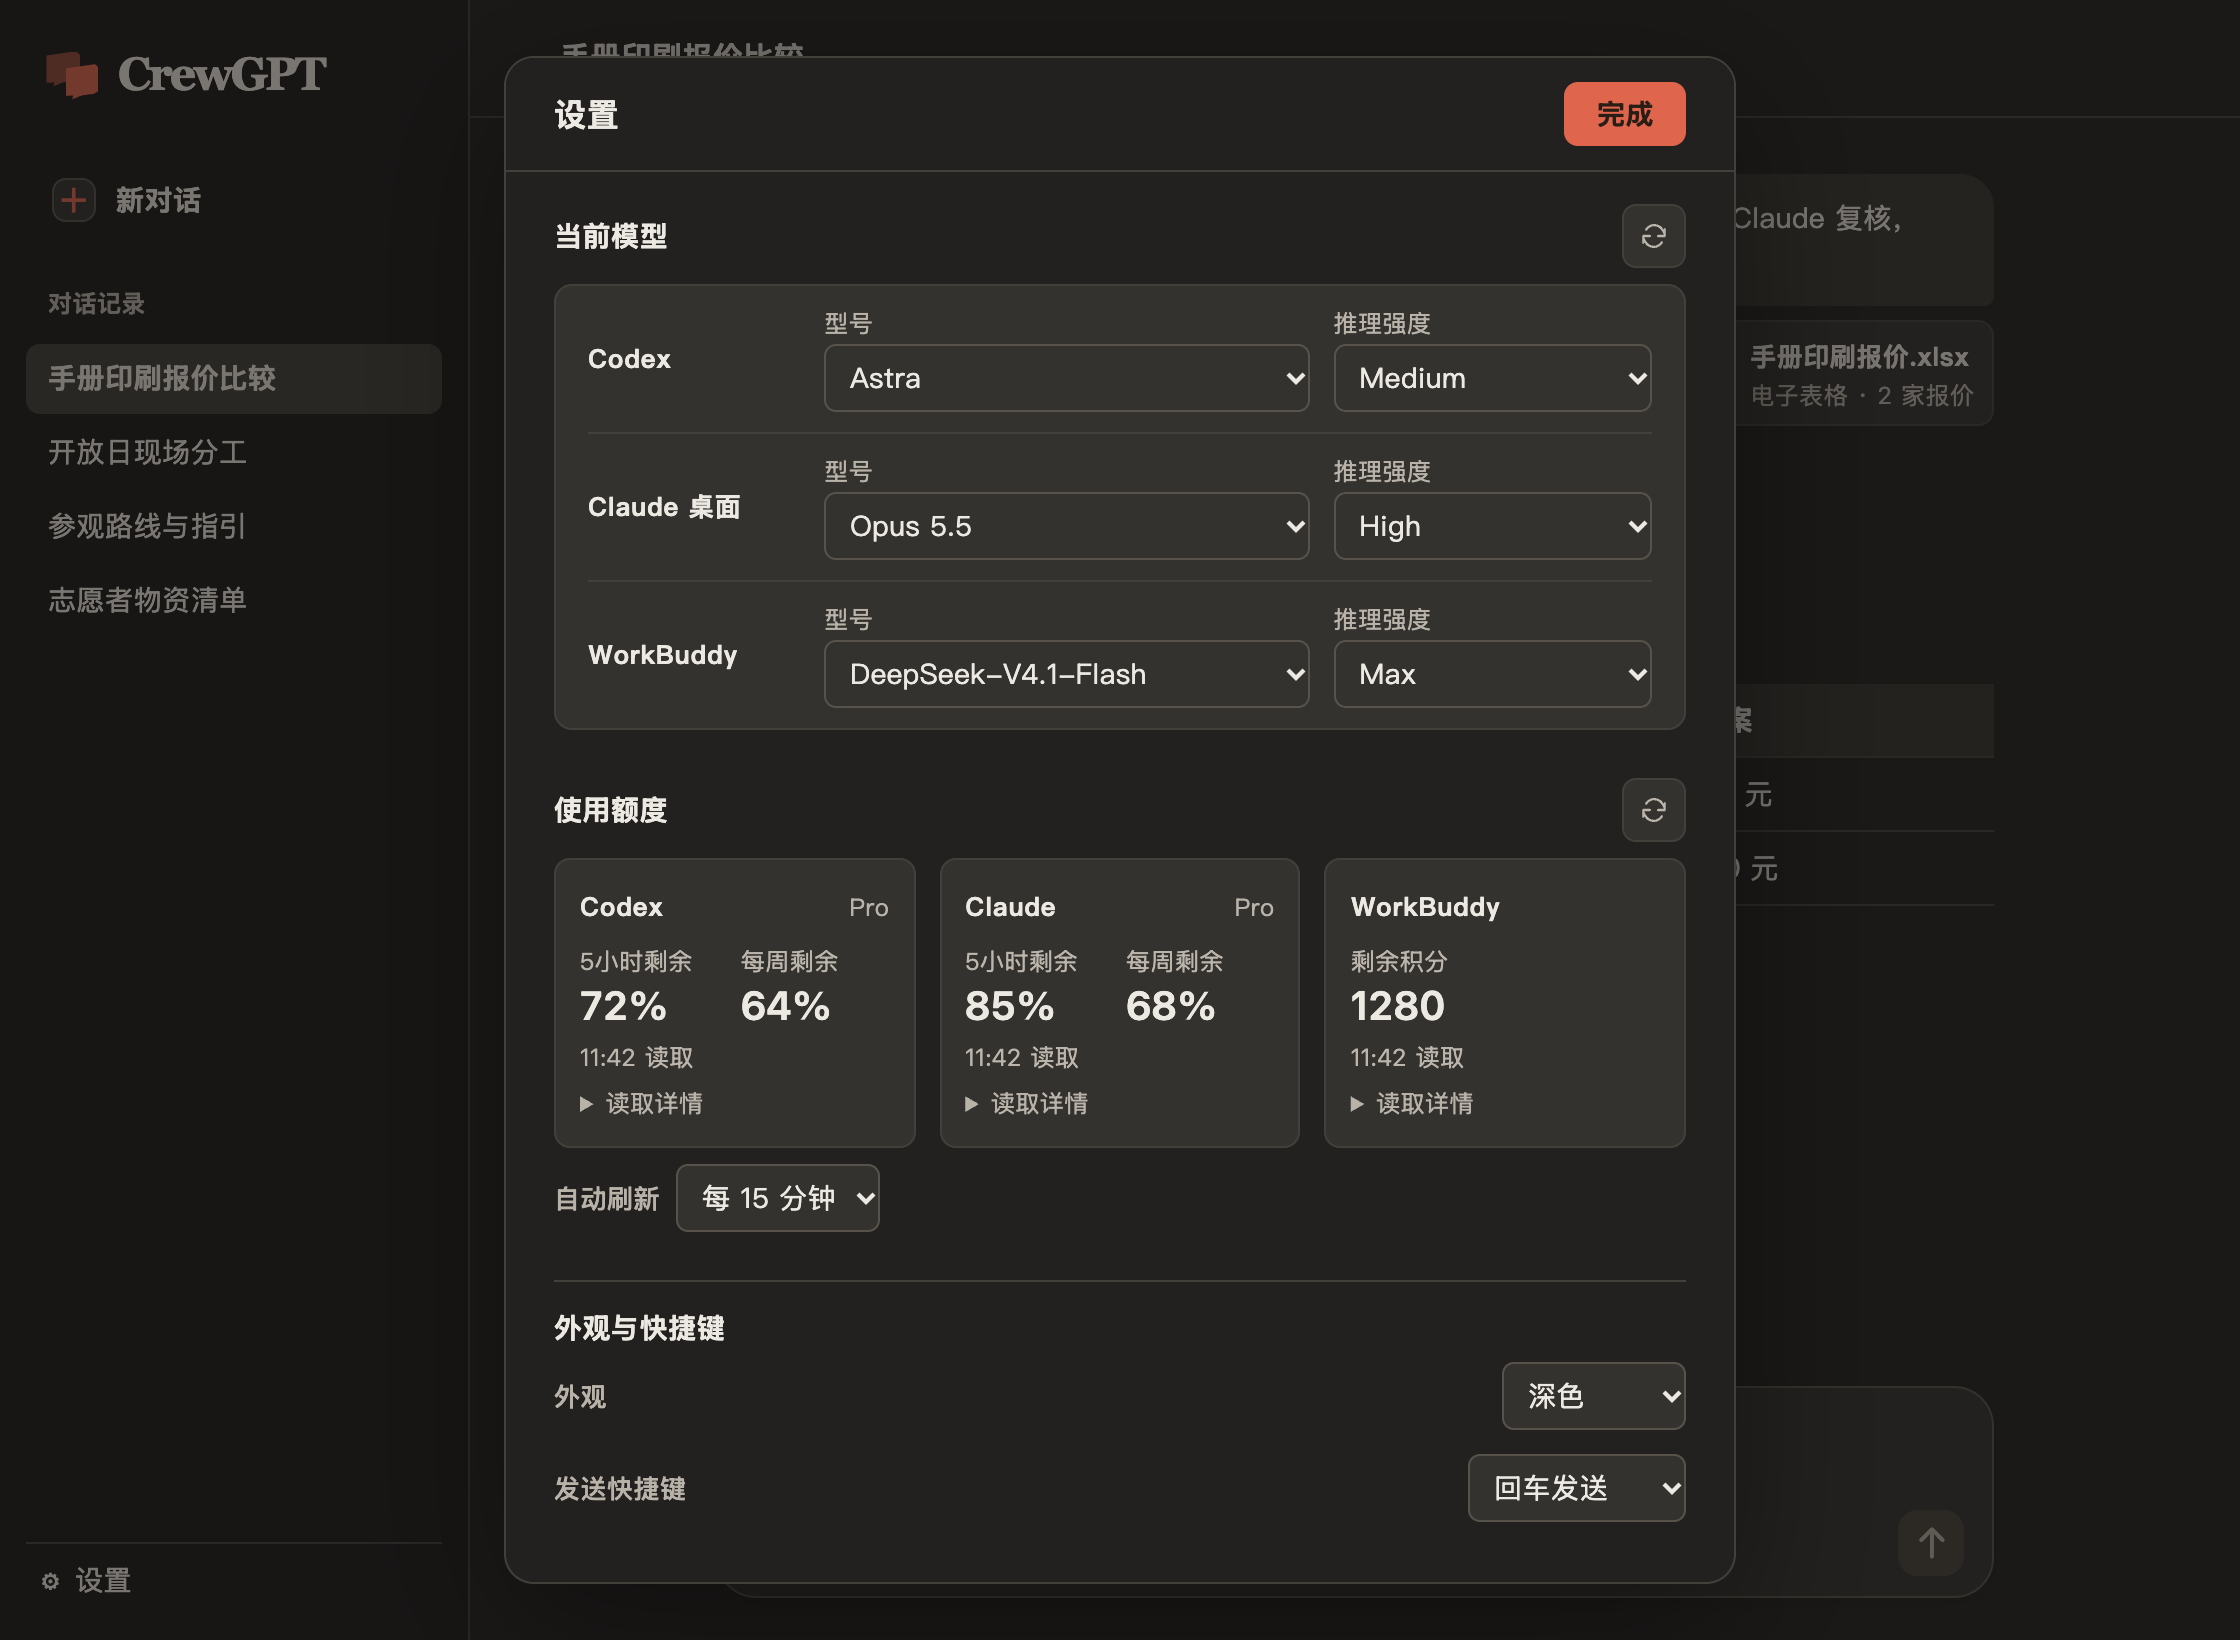 CrewGPT
新对话
对话记录
手册印刷报价比较
开放日现场分工
参观路线与指引
志愿者物资清单
设置
手册印刷报价比较
设置
完成
当前模型
Codex
型号
Astra
推理强度
Medium
Claude 桌面
型号
Opus 5.5
推理强度
High
WorkBuddy
型号
DeepSeek-V4.1-Flash
推理强度
Max
使用额度
Codex
Pro
5小时剩余
每周剩余
72%
64%
11:42 读取
读取详情
Claude
Pro
5小时剩余
每周剩余
85%
68%
11:42 读取
读取详情
WorkBuddy
剩余积分
1280
11:42 读取
读取详情
自动刷新
每 15 分钟
外观与快捷键
外观
深色
发送快捷键
回车发送
Claude 复核，
手册印刷报价.xlsx
电子表格 · 2 家报价
案
元
元